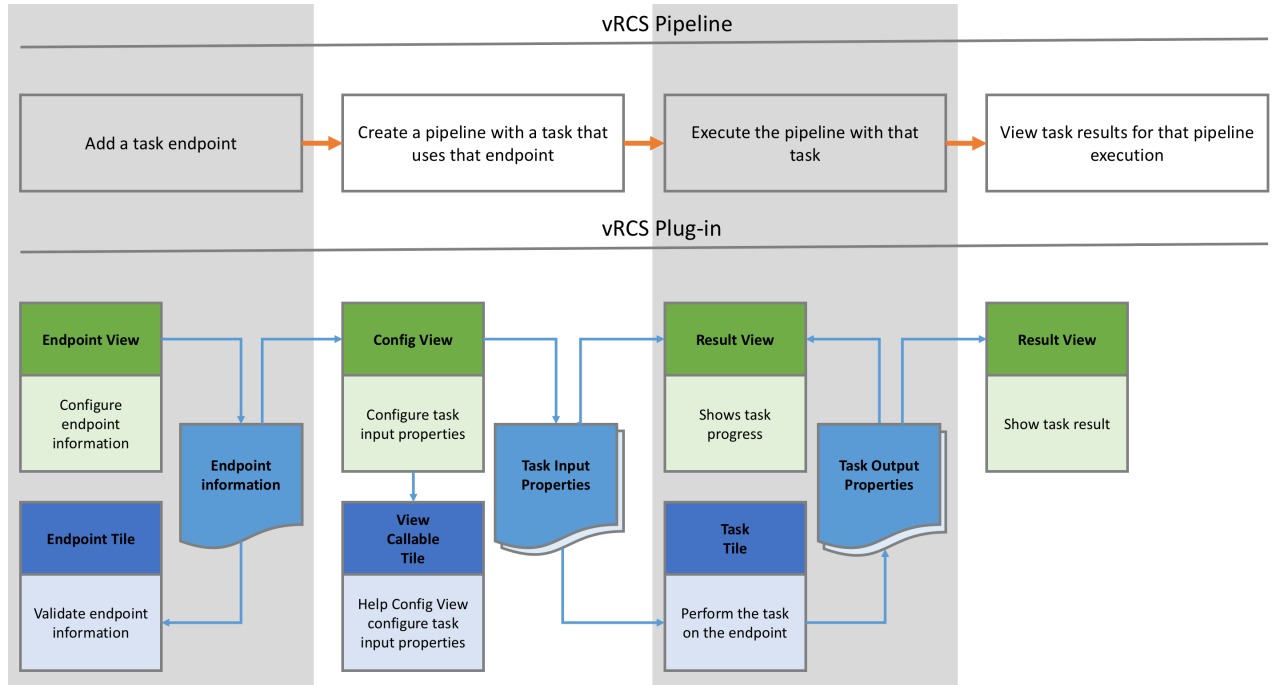 vRCS Pipeline
Add a task endpoint
Create a pipeline with a task that
uses that endpoint
Execute the pipeline with that
task
View task results for that pipeline
execution
vRCS Plug-in
Endpoint View
Configure
endpoint
information
Endpoint
information
Endpoint Tile
Validate endpoint
information
Config View
Configure task
input properties
View
Callable
Tile
Help Config View
configure task
input properties
Task Input
Properties
Result View
Shows task
progress
Task
Tile
Perform the task
on the endpoint
Task Output
Properties
Result View
Show task result